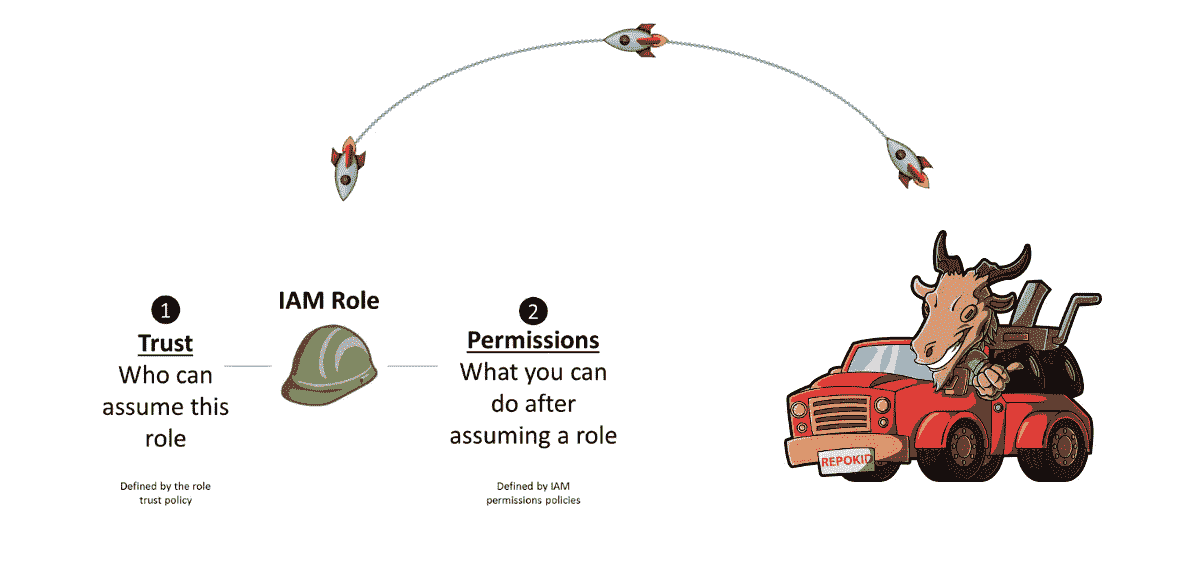 IAM Role
1
Trust
Who can
assume this
role
Defined by the role
trust policy
2
Permissions
What you can
do after
assuming a role
Defined by IAM
permissions policies
REPOKID